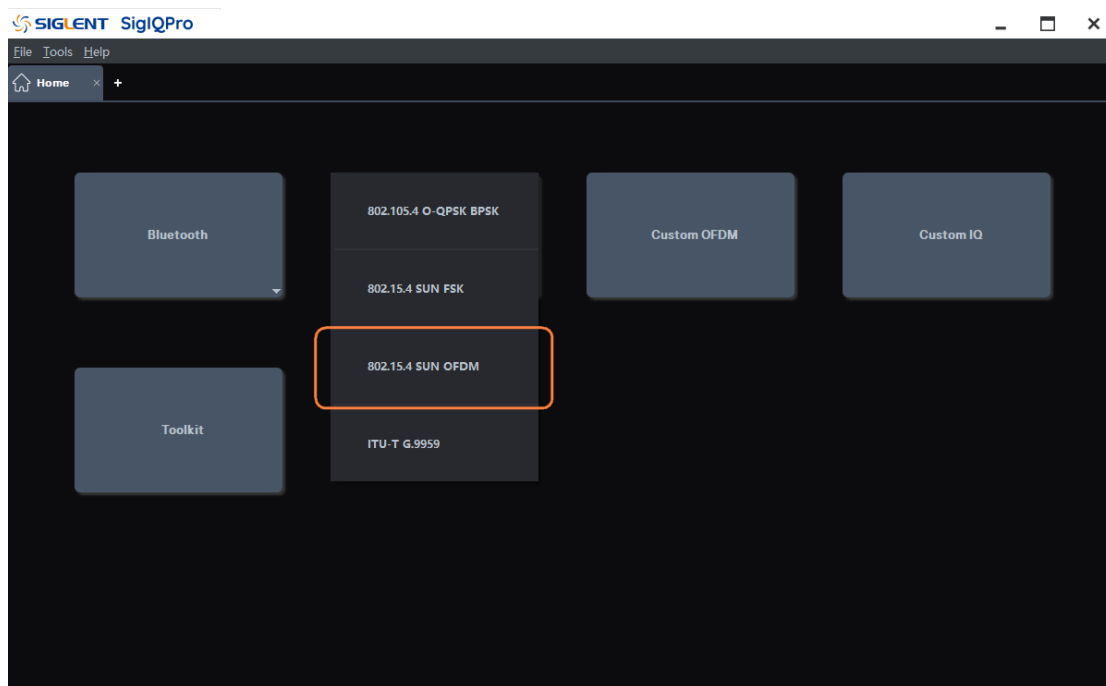 SIGLENT SigIQPro
File Tools Help
Home × +
Bluetooth
802.105.4 O-QPSK BPSK
802.15.4 SUN FSK
802.15.4 SUN OFDM
ITU-T G.9959
Custom OFDM
Custom IQ
Toolkit